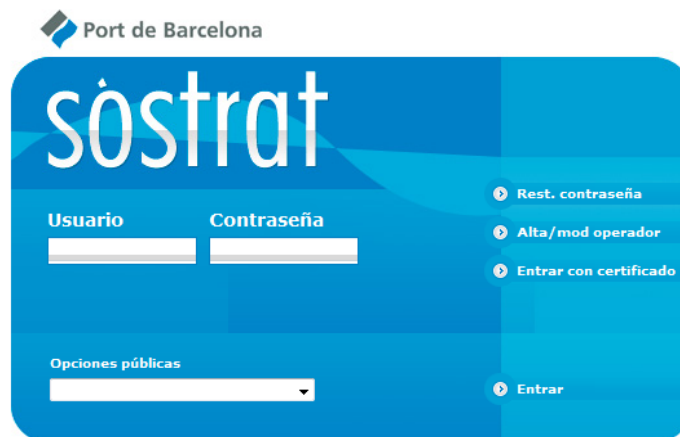 Port de Barcelona
sòstrat
Rest. contraseña
Usuario Contraseña
Alta/mod operador
Entrar con certificado
Opciones públicas
Entrar